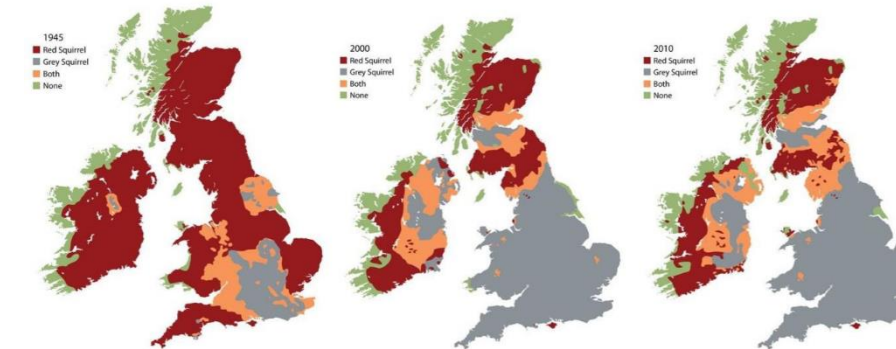 1945
Red Squirrel
Grey Squirrel
Both
None
2000
Red Squirrel
Grey Squirrel
Both
None
2010
Red Squirrel
Grey Squirrel
Both
None